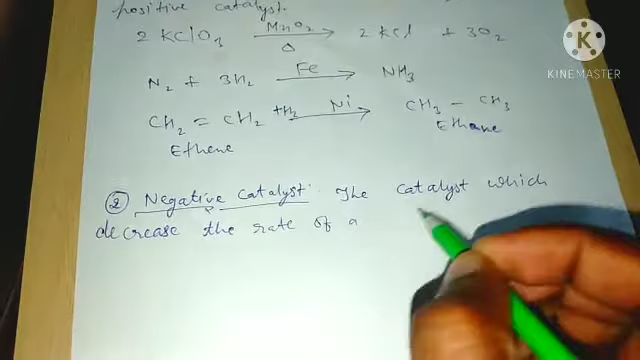 positive catalyst.
2 KClO3 MnO2 Δ 2 KCl + 3O2
N2 + 3H2 Fe NH3
CH2 = CH2 +H2 Ni CH3 - CH3
Ethene Ethane
② Negative catalyst: The catalyst which
decrease the rate of a
K
KINEMASTER